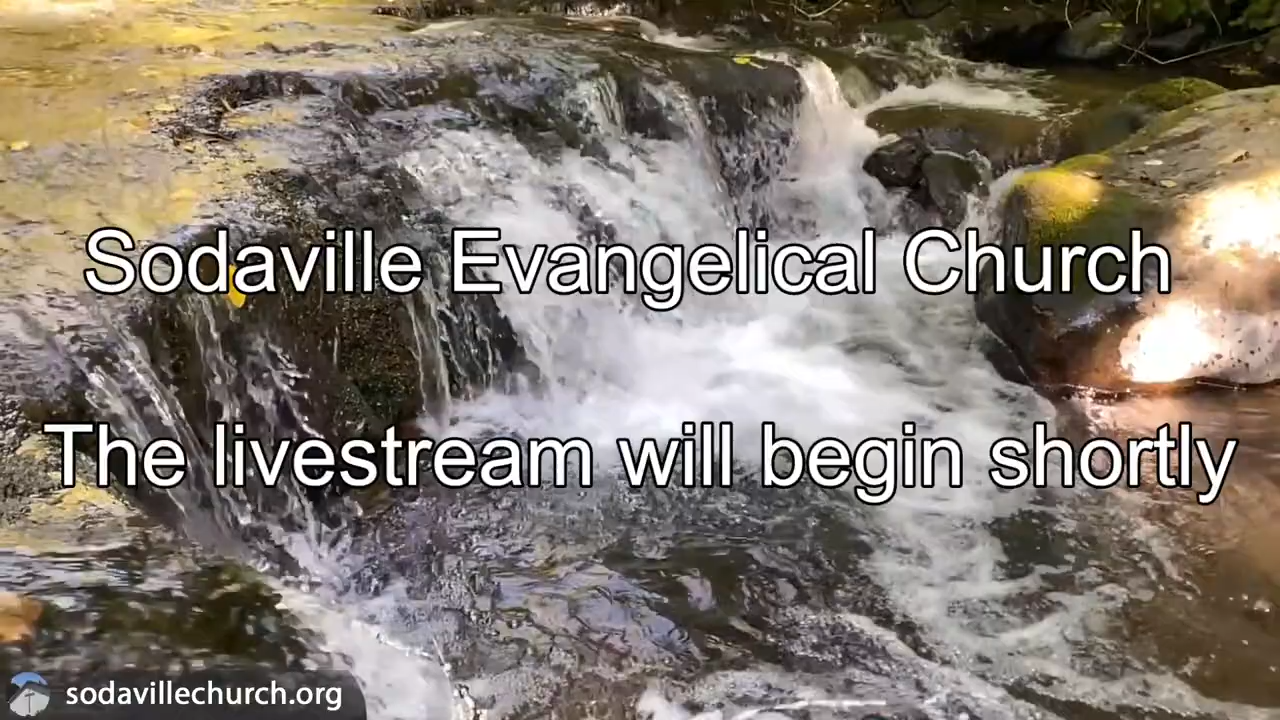 Sodaville Evangelical Church
The livestream will begin shortly
sodavillechurch.org